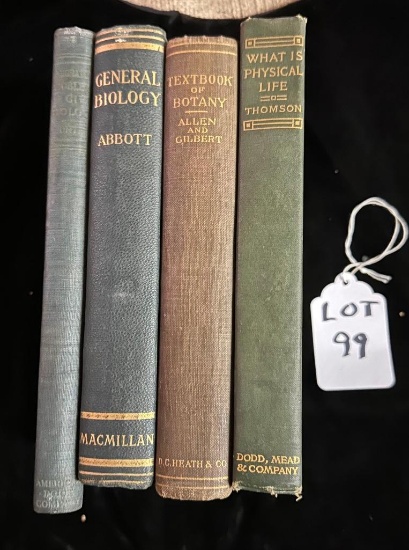 GENERAL
BIOLOGY
ABBOTT
MACMILLAN
TEXTBOOK
OF
BOTANY
ALLEN
AND
GILBERT
D.C. HEATH & CO
WHAT IS
PHYSICAL
LIFE
THOMSON
DODD, MEAD
& COMPANY
LOT
99